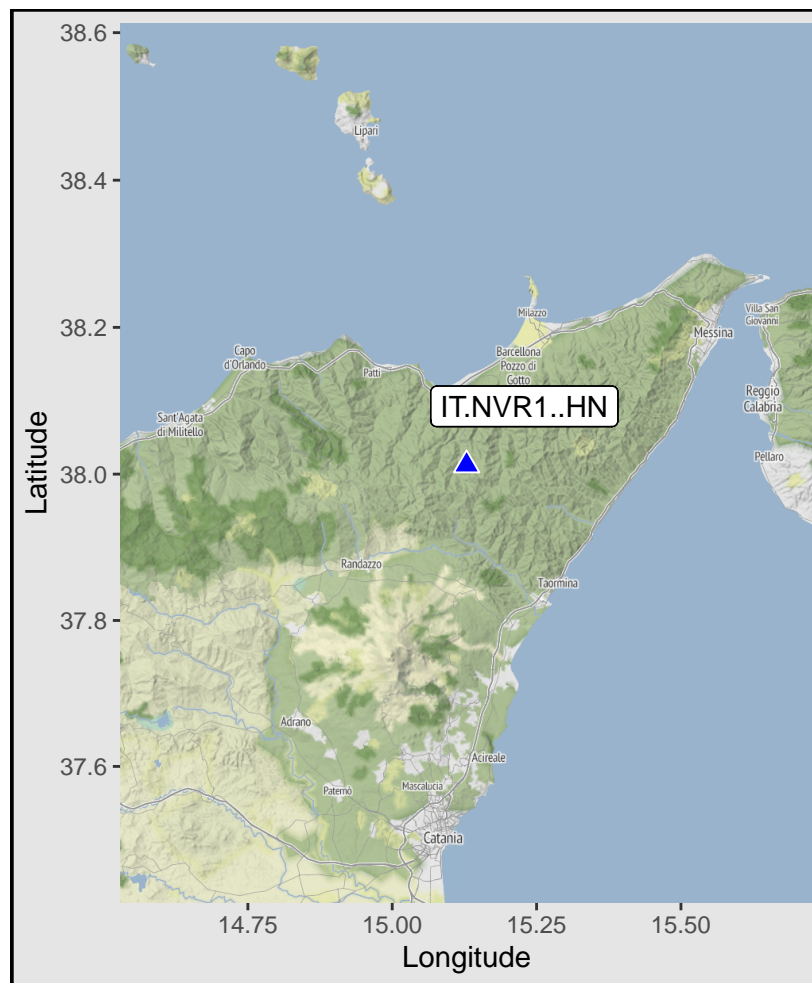 38.6
Lipari
38.4
Milazzo
Villa San
Giovanni
38.2
Messina
Capo
d'Orlando
Barcellona
Pozzo di
Gotto
Patti
Reggio
Calabria
IT.NVR1..HN
Sant'Agata
di Militello
Pellaro
38.0
Latitude
Randazzo
Taormina
37.8
Adrano
37.6
Acireale
Paternò
Mascalucia
Catania
14.75
15.00
15.25
15.50
Longitude